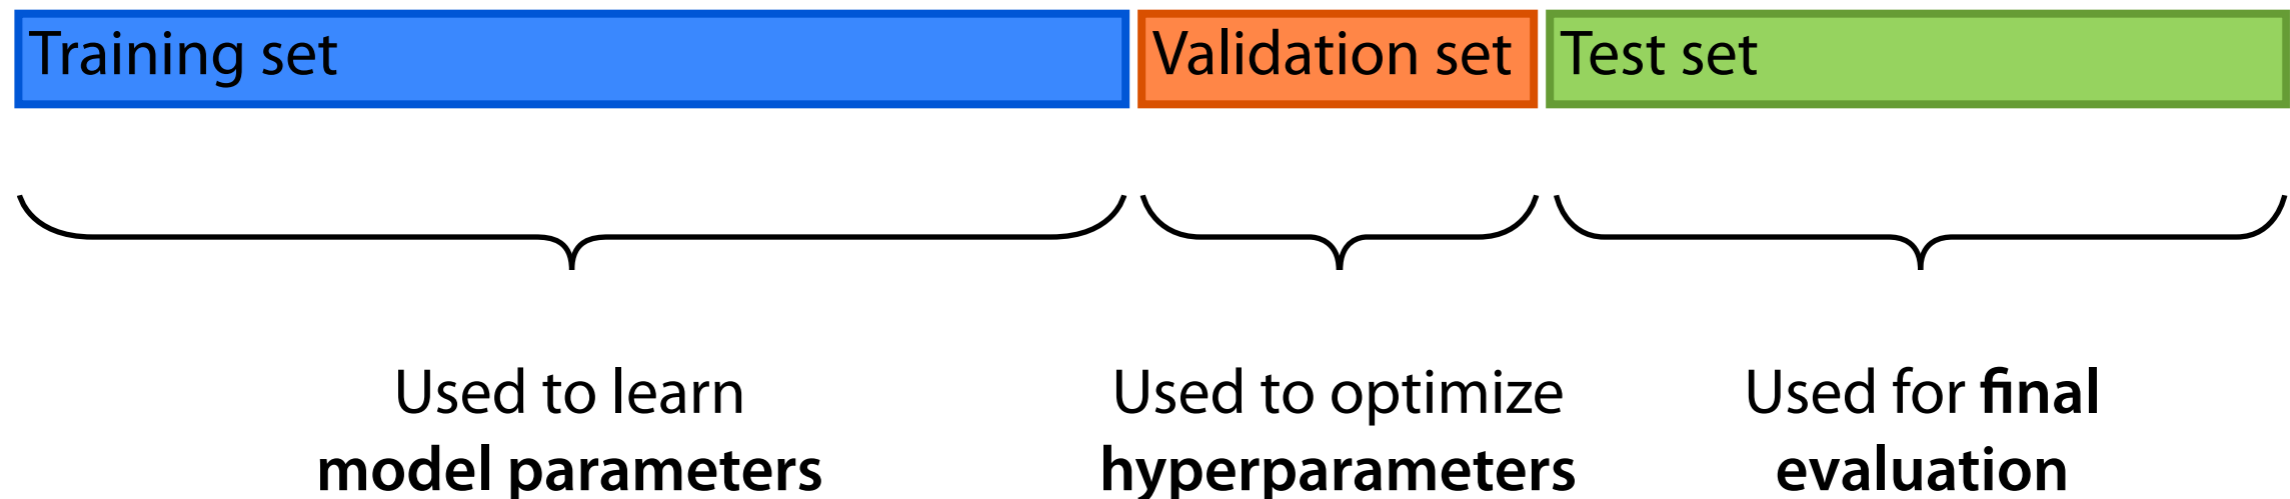 Training set
Validation set
Test set
Used to learn
model parameters
Used to optimize
hyperparameters
Used for final
evaluation